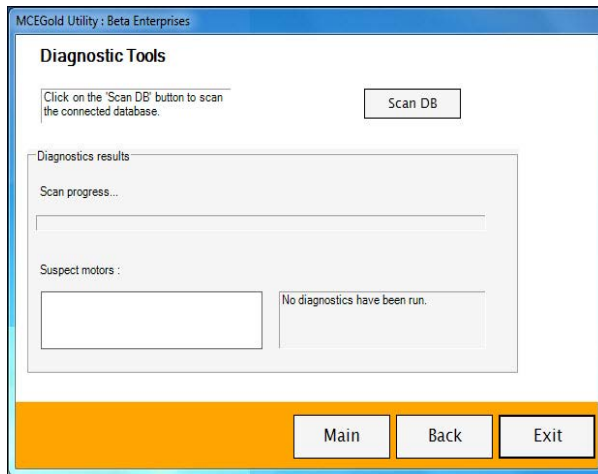 MCEGold Utility : Beta Enterprises
Diagnostic Tools
Click on the 'Scan DB' button to scan
the connected database.
Scan DB
Diagnostics results
Scan progress...
Suspect motors :
No diagnostics have been run.
Main
Back
Exit